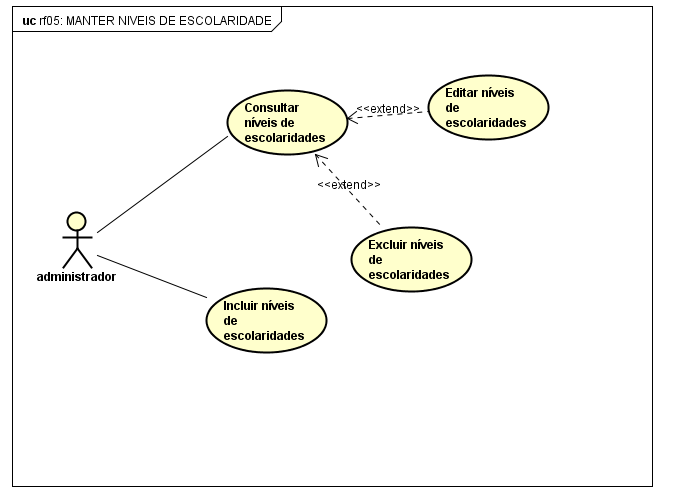 uc rf05: MANTER NIVEIS DE ESCOLARIDADE
Consultar
níveis de
escolaridades
<<extend>>
Editar níveis
de
escolaridades
<<extend>>
Excluir níveis
de
escolaridades
administrador
Incluir níveis
de
escolaridades